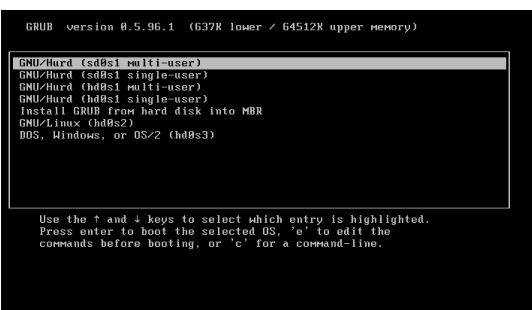 GRUB version 0.5.96.1 (637K lower / 64512K upper memory)
GNU/Hurd (sd0s1 multi-user)
GNU/Hurd (sd0s1 single-user)
GNU/Hurd (hd0s1 multi-user)
GNU/Hurd (hd0s1 single-user)
Install GRUB from hard disk into MBR
GNU/Linux (hd0s2)
DOS, Windows, or OS/2 (hd0s3)
Use the ↑ and ↓ keys to select which entry is highlighted.
Press enter to boot the selected OS, 'e' to edit the
commands before booting, or 'c' for a command-line.